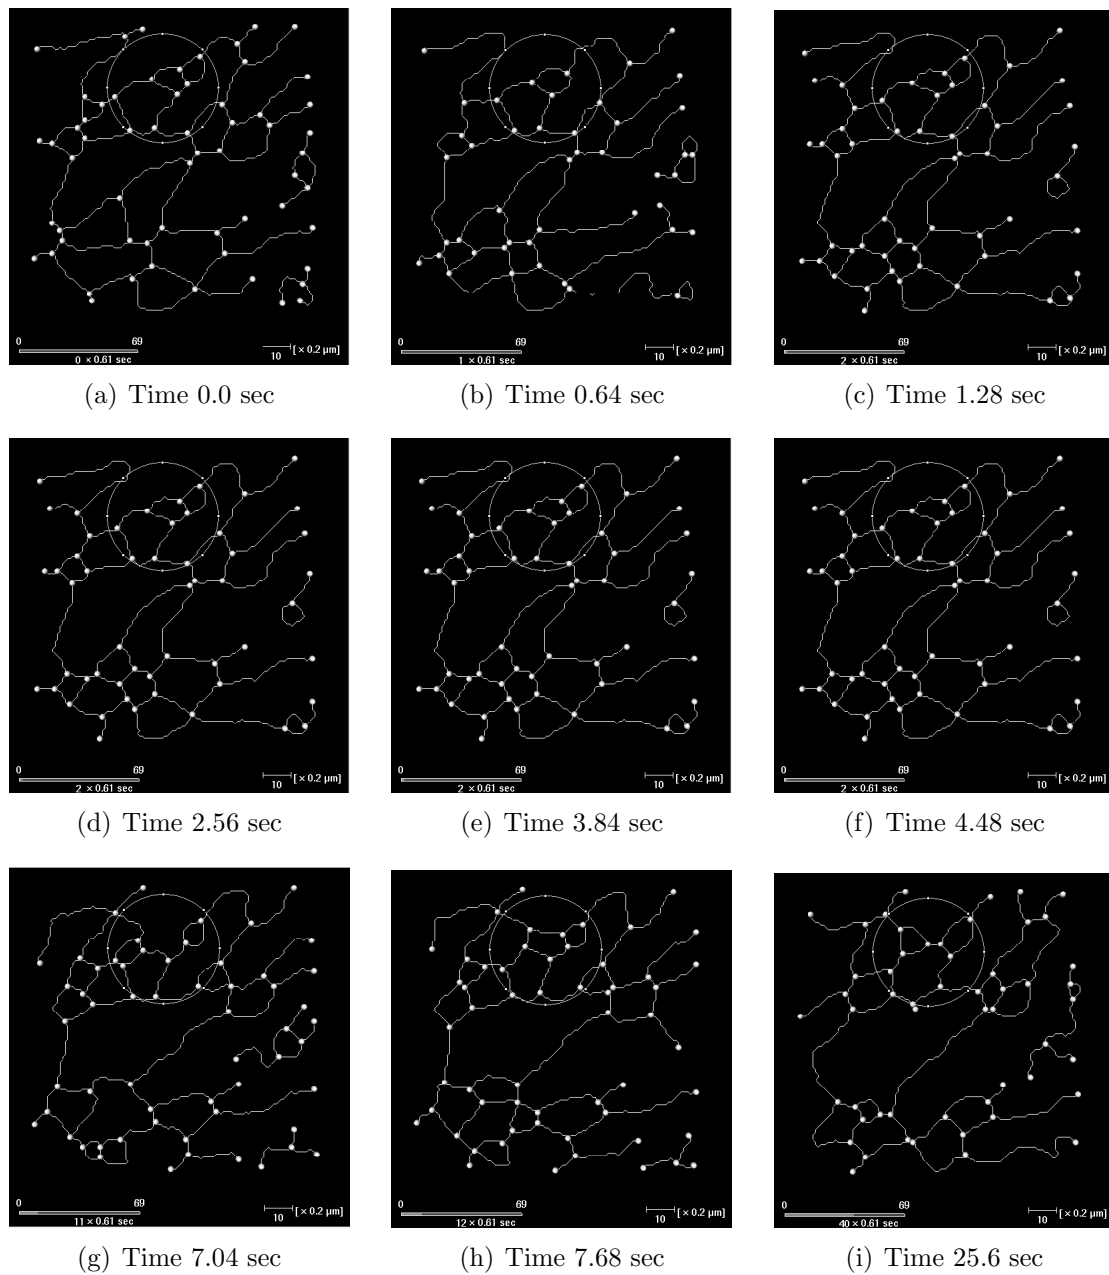 0 69 0 69 0 69
0 × 0.61 sec 10 [ × 0.2 µm] 1 × 0.61 sec 10 [ × 0.2 µm] 2 × 0.61 sec 10 [ × 0.2 µm]
(a) Time 0.0 sec (b) Time 0.64 sec (c) Time 1.28 sec
0 69 0 69 0 69
2 × 0.61 sec 10 [ × 0.2 µm] 2 × 0.61 sec 10 [ × 0.2 µm] 2 × 0.61 sec 10 [ × 0.2 µm]
(d) Time 2.56 sec (e) Time 3.84 sec (f) Time 4.48 sec
0 69 0 69 0 69
11 × 0.61 sec 10 [ × 0.2 µm] 12 × 0.61 sec 10 [ × 0.2 µm] 40 × 0.61 sec 10 [ × 0.2 µm]
(g) Time 7.04 sec (h) Time 7.68 sec (i) Time 25.6 sec